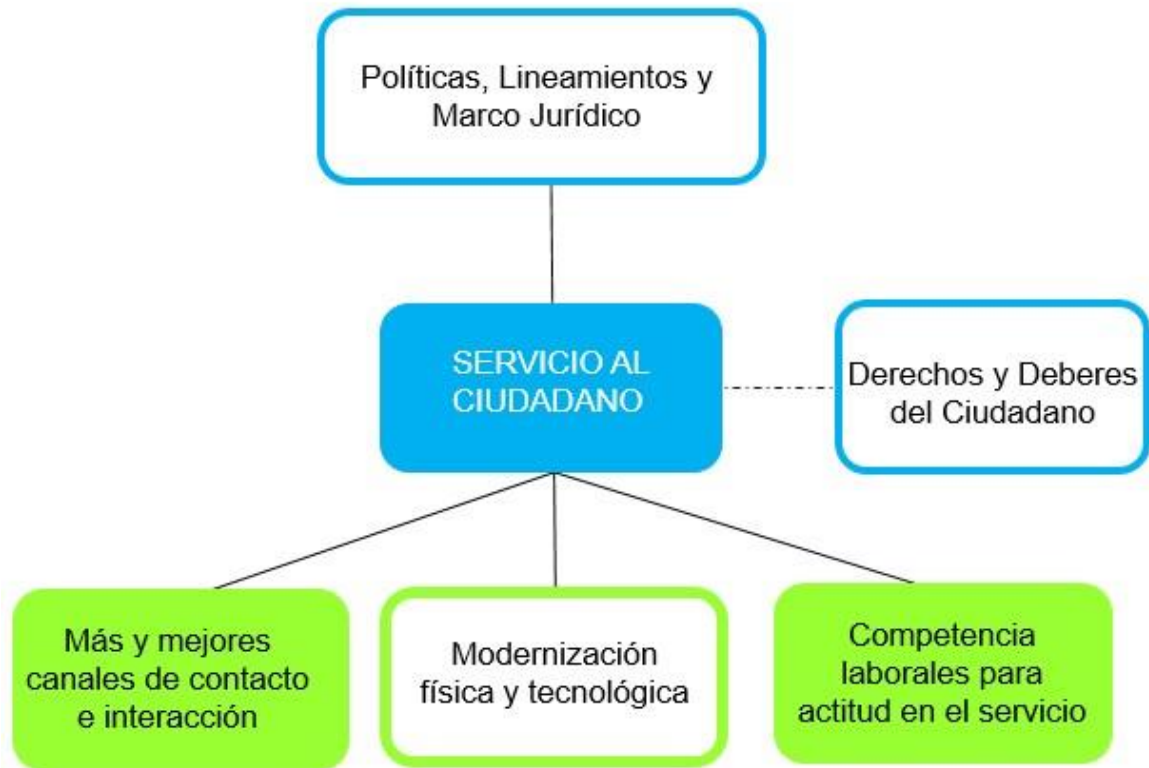 Políticas, Lineamientos y
Marco Jurídico
SERVICIO AL
CIUDADANO
Derechos y Deberes
del Ciudadano
Más y mejores
canales de contacto
e interacción
Modernización
física y tecnológica
Competencia
laborales para
actitud en el servicio